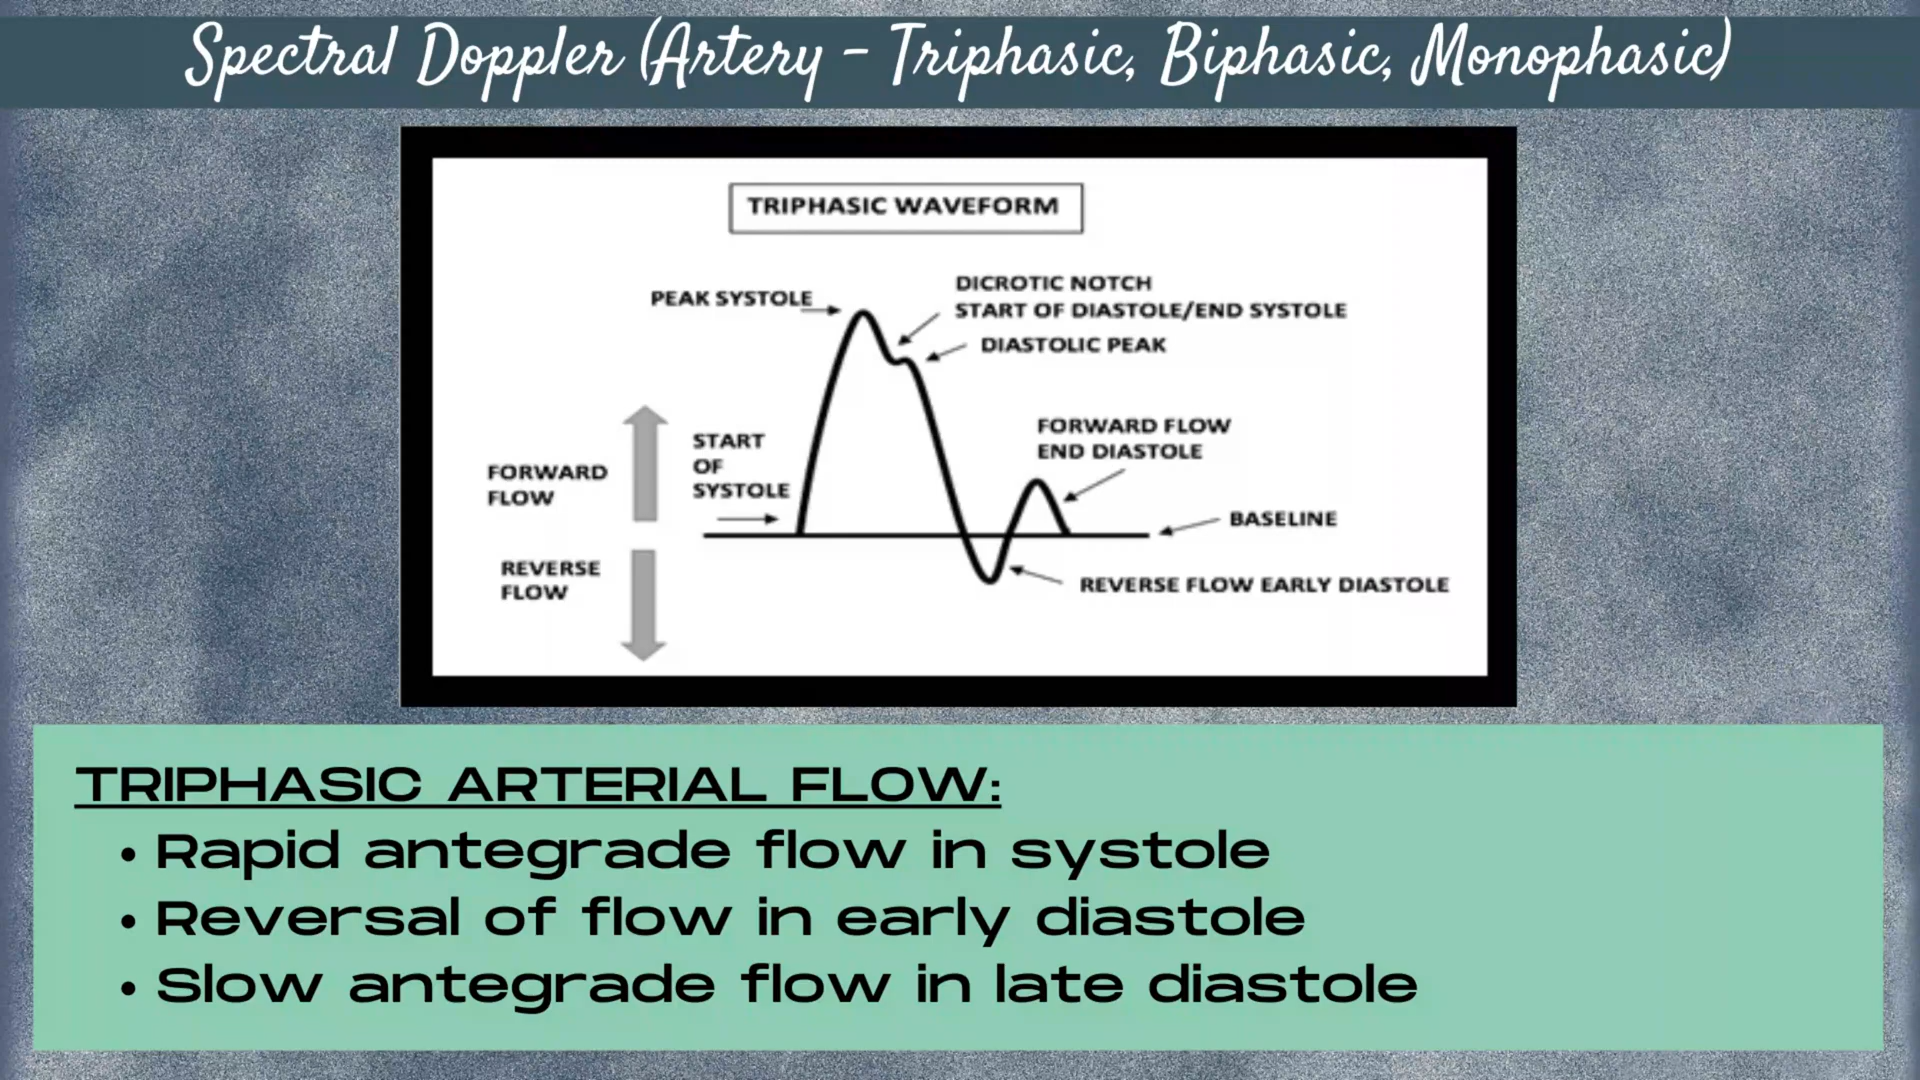 Spectral Doppler (Artery - Triphasic, Biphasic, Monophasic)
TRIPHASIC WAVEFORM
PEAK SYSTOLE
DICROTIC NOTCH
START OF DIASTOLE/END SYSTOLE
DIASTOLIC PEAK
FORWARD FLOW
END DIASTOLE
START
OF
SYSTOLE
FORWARD
FLOW
BASELINE
REVERSE
FLOW
REVERSE FLOW EARLY DIASTOLE
TRIPHASIC ARTERIAL FLOW:
• Rapid antegrade flow in systole
• Reversal of flow in early diastole
• Slow antegrade flow in late diastole